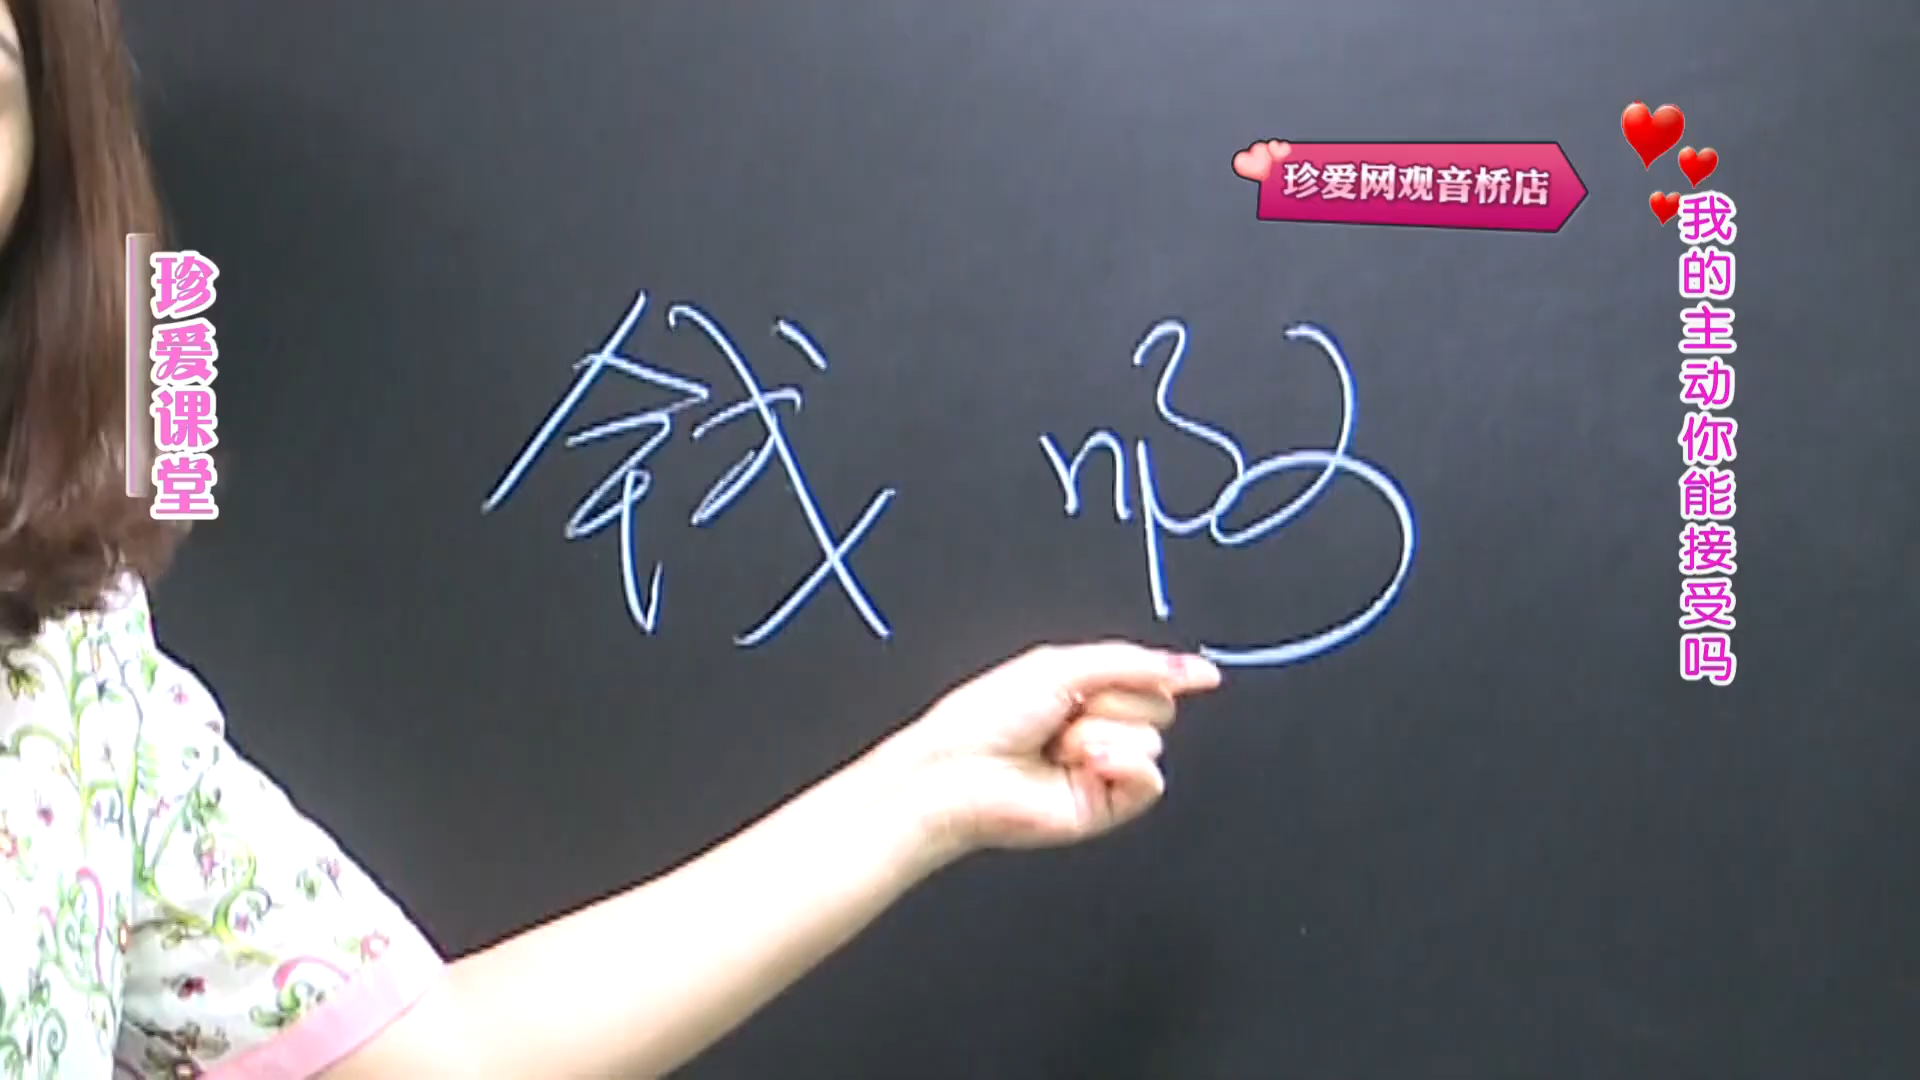 珍爱网观音桥店
我的主动你能接受吗
珍爱课堂
钱